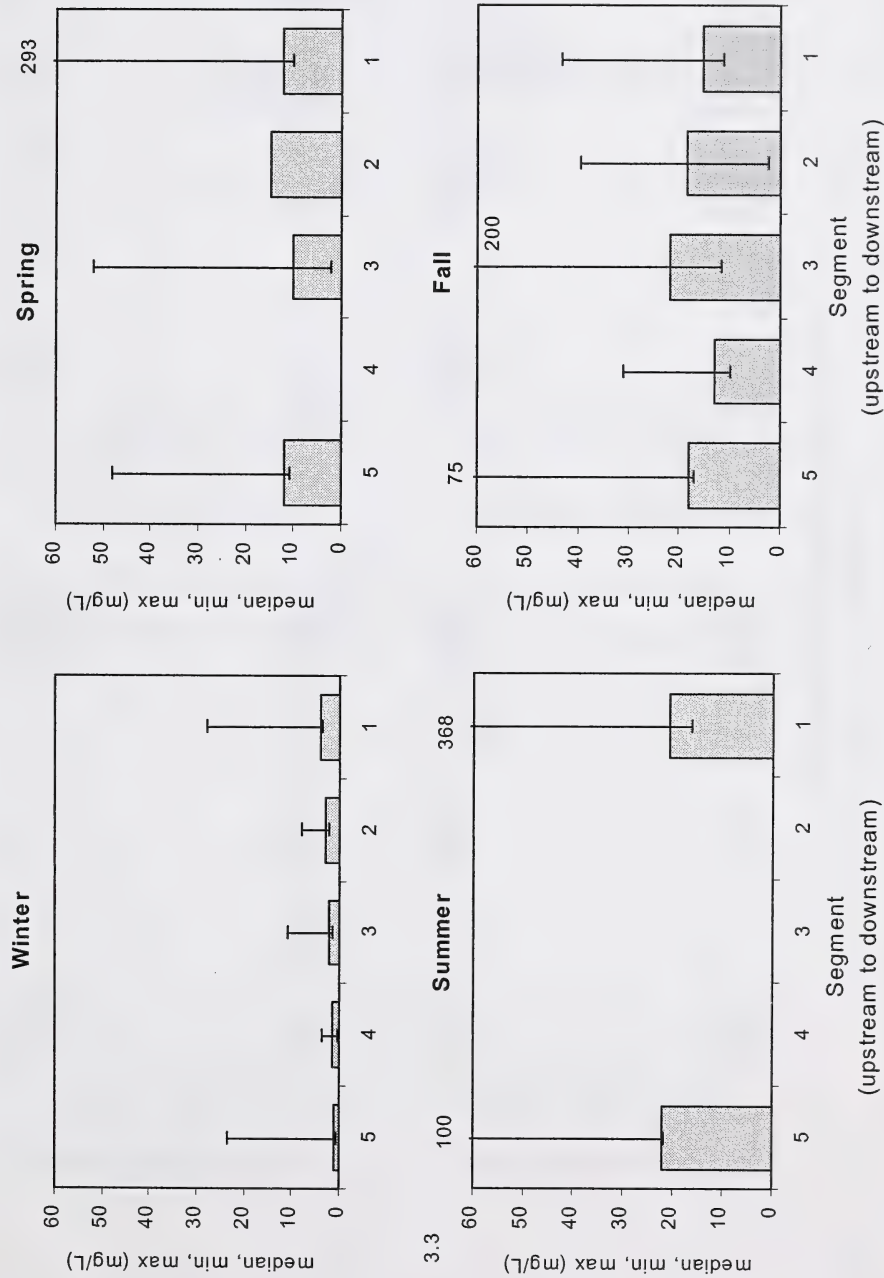 Winter
median, min, max (mg/L)
60
50
40
30
20
10
0
5 4 3 2 1
Spring
293
median, min, max (mg/L)
60
50
40
30
20
10
0
5 4 3 2 1
3.3
Summer
100 368
median, min, max (mg/L)
60
50
40
30
20
10
0
5 4 3 2 1
Segment
(upstream to downstream)
Fall
75 200
median, min, max (mg/L)
60
50
40
30
20
10
0
5 4 3 2 1
Segment
(upstream to downstream)